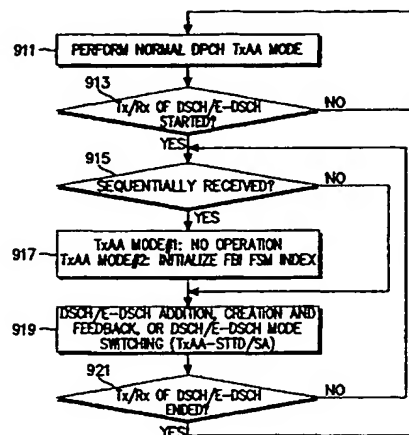 911
PERFORM NORMAL DPCH TxAA MODE
913
Tx/Rx OF DSCH/E-DSCH
STARTED?
NO
YES
915
SEQUENTIALLY RECEIVED?
NO
YES
917
TxAA MODE#1: NO OPERATION
TxAA MODE#2: INITIALIZE FBI FSM INDEX
919
DSCH/E-DSCH ADDITION, CREATION AND
FEEDBACK, OR DSCH/E-DSCH MODE
SWITCHING (TxAA-STTD/SA)
921
Tx/Rx OF DSCH/E-DSCH
ENDED?
NO
YES